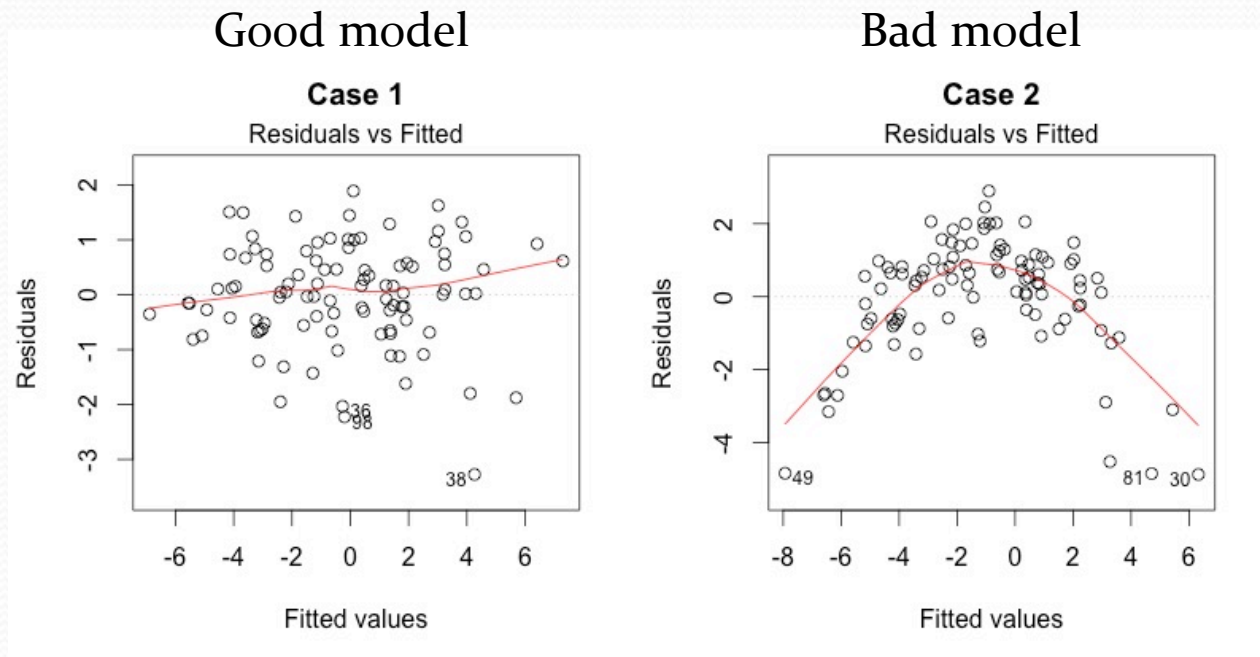 Good model
Case 1
Residuals vs Fitted
Residuals
2
1
0
-1
-2
-3
36
98
38
-6 -4 -2 0 2 4 6
Fitted values
Bad model
Case 2
Residuals vs Fitted
Residuals
2
0
-2
-4
49
81
30
-8 -6 -4 -2 0 2 4 6
Fitted values